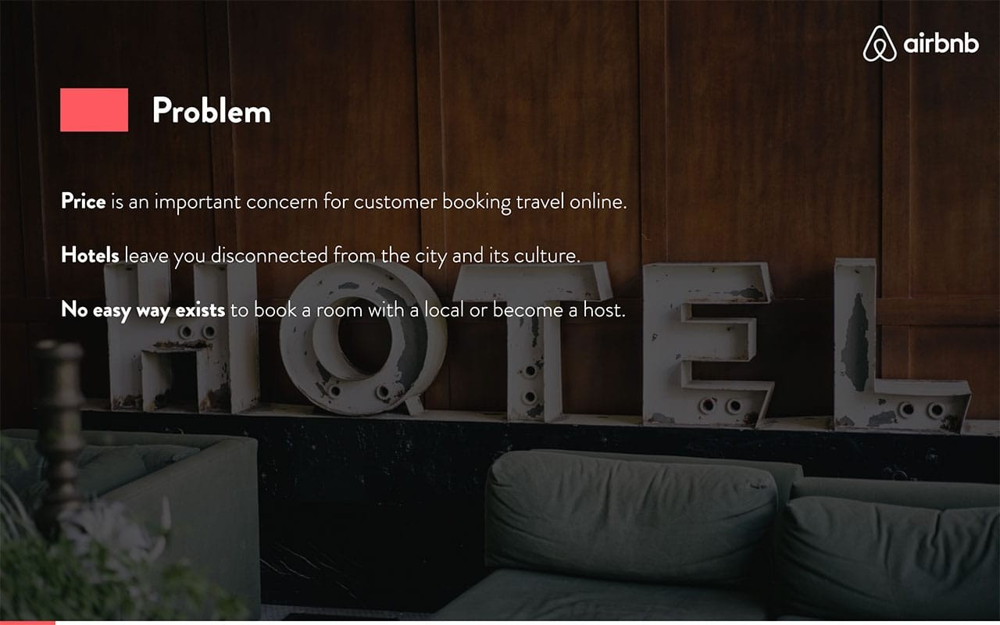 airbnb
Problem
Price is an important concern for customer booking travel online.
Hotels leave you disconnected from the city and its culture.
No easy way exists to book a room with a local or become a host.
HOTEL